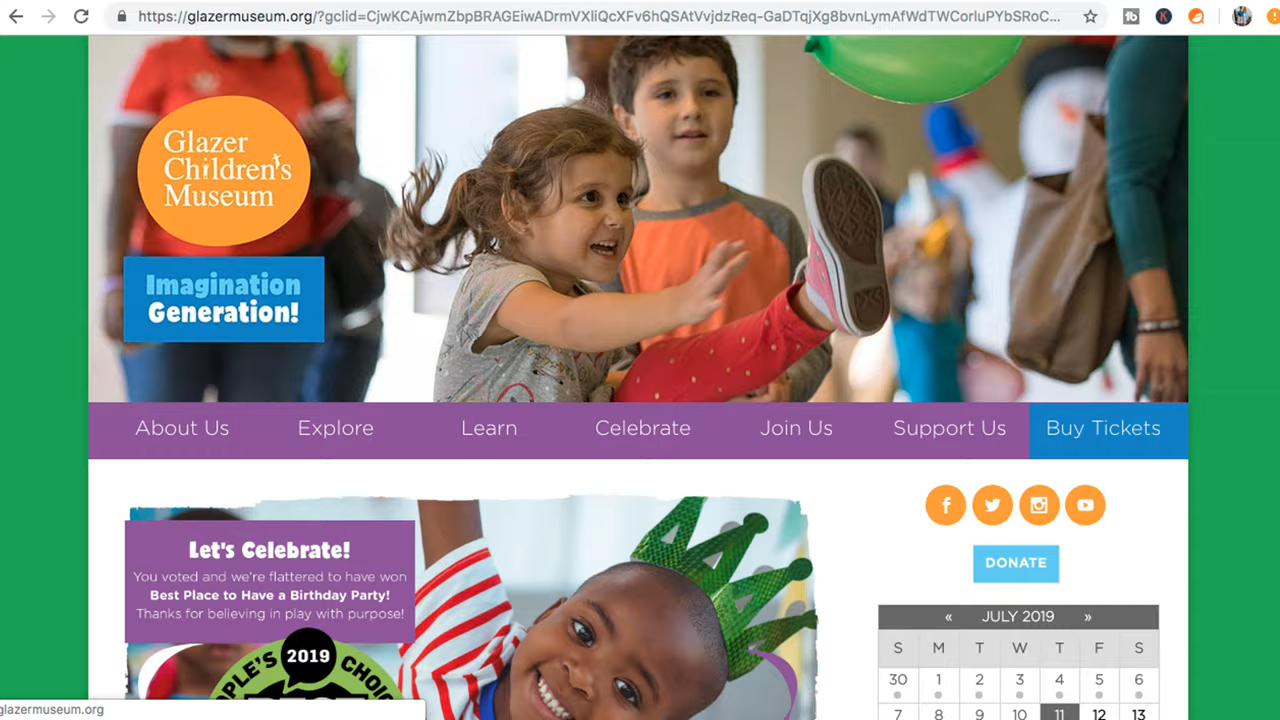 https://glazermuseum.org/?gclid=CjwKCAjwmZbpBRAGEiwADrmVXliQcXFv6hQSAtVvjdzReq-GaDTqjXg8bvnLymAfWdTWCorluPYbSRoC...
Glazer
Children's
Museum
Imagination
Generation!
About Us Explore Learn Celebrate Join Us Support Us Buy Tickets
Let's Celebrate!
You voted and we're flattered to have won
Best Place to Have a Birthday Party!
Thanks for believing in play with purpose!
2019
DONATE
« JULY 2019 »
S M T W T F S
30 1 2 3 4 5 6
7 8 9 10 11 12 13
glazermuseum.org